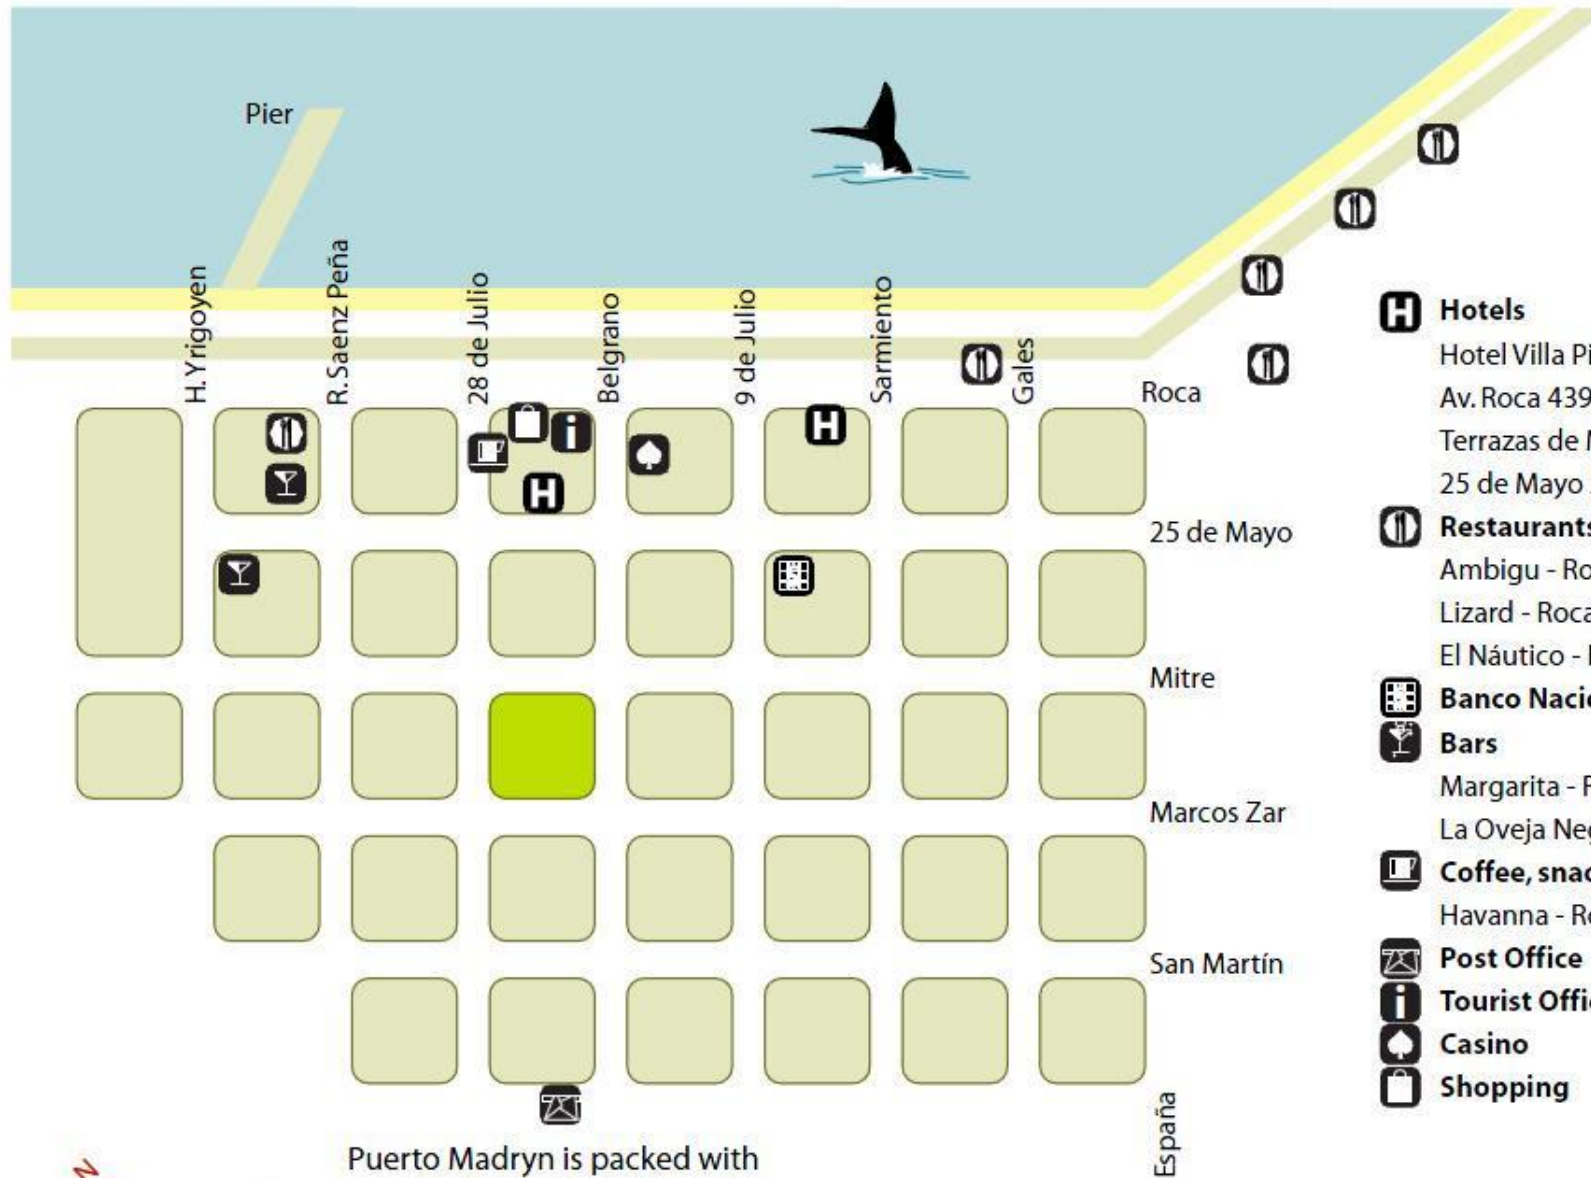 Pier
H. Yrigoyen
R. Saenz Peña
28 de Julio
Belgrano
9 de Julio
Sarmiento
Gales
Roca
25 de Mayo
Mitre
Marcos Zar
San Martín
España
Hotels
Hotel Villa Pi
Av. Roca 439
Terrazas de
25 de Mayo
Restaurants
Ambigu - Ro
Lizard - Roca
El Náutico -
Banco Naci
Bars
Margarita -
La Oveja Ne
Coffee, sna
Havanna - R
Post Office
Tourist Offi
Casino
Shopping
Puerto Madryn is packed with
N